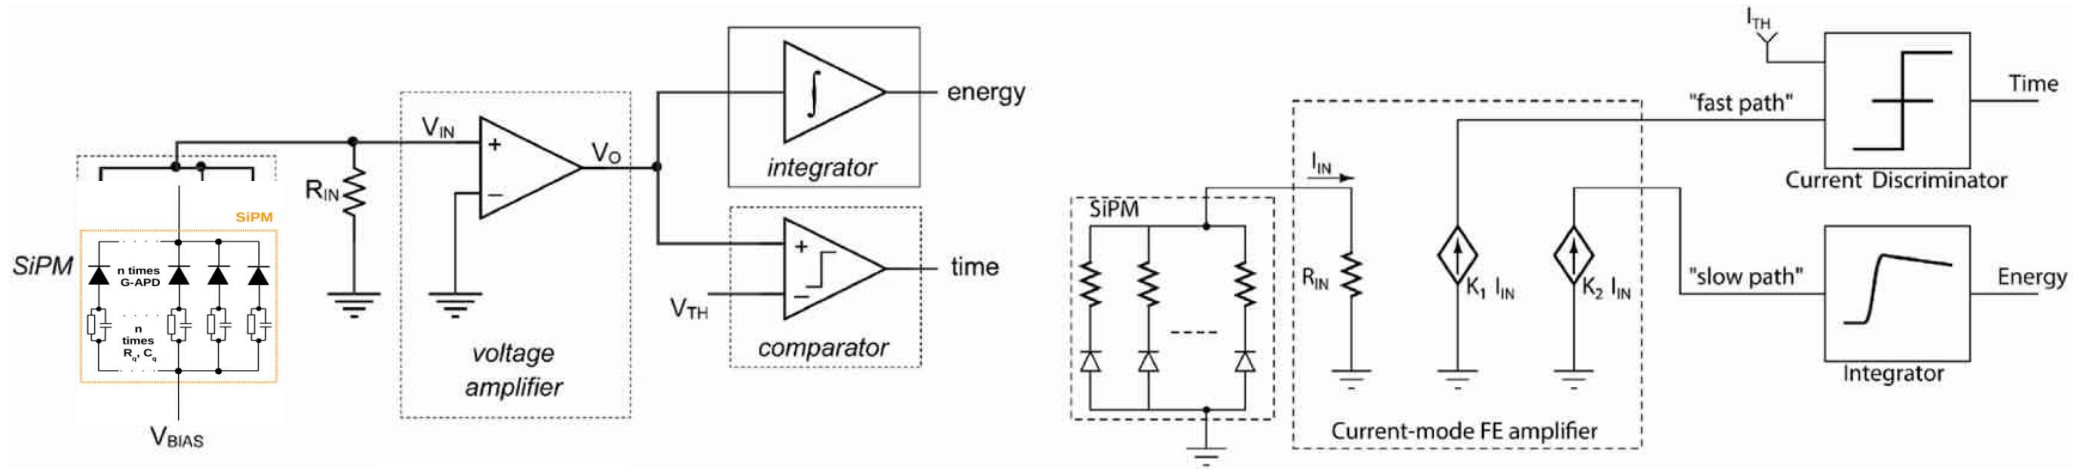 SiPM
SiPM
n times
G-APD
n
times
Rq, Cq
VBIAS
RIN
VIN
+
−
VO
voltage
amplifier
∫
energy
integrator
+
−
VTH
time
comparator
SiPM
IIN
RIN
K1 IIN
K2 IIN
Current-mode FE amplifier
ITH
"fast path"
Time
Current Discriminator
"slow path"
Energy
Integrator